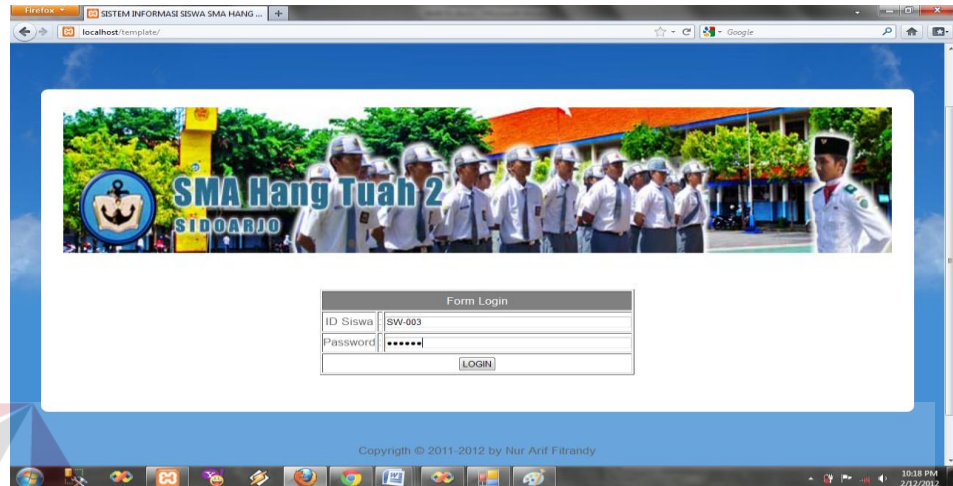 Firefox
SISTEM INFORMASI SISWA SMA HANG ...
localhost/template/
Google
SMA Hang Tuah 2
SIDOARJO
Form Login
ID Siswa : SW-003
Password : ••••••
LOGIN
Copyrigth © 2011-2012 by Nur Arif Fitrandy
10:18 PM
2/12/2012